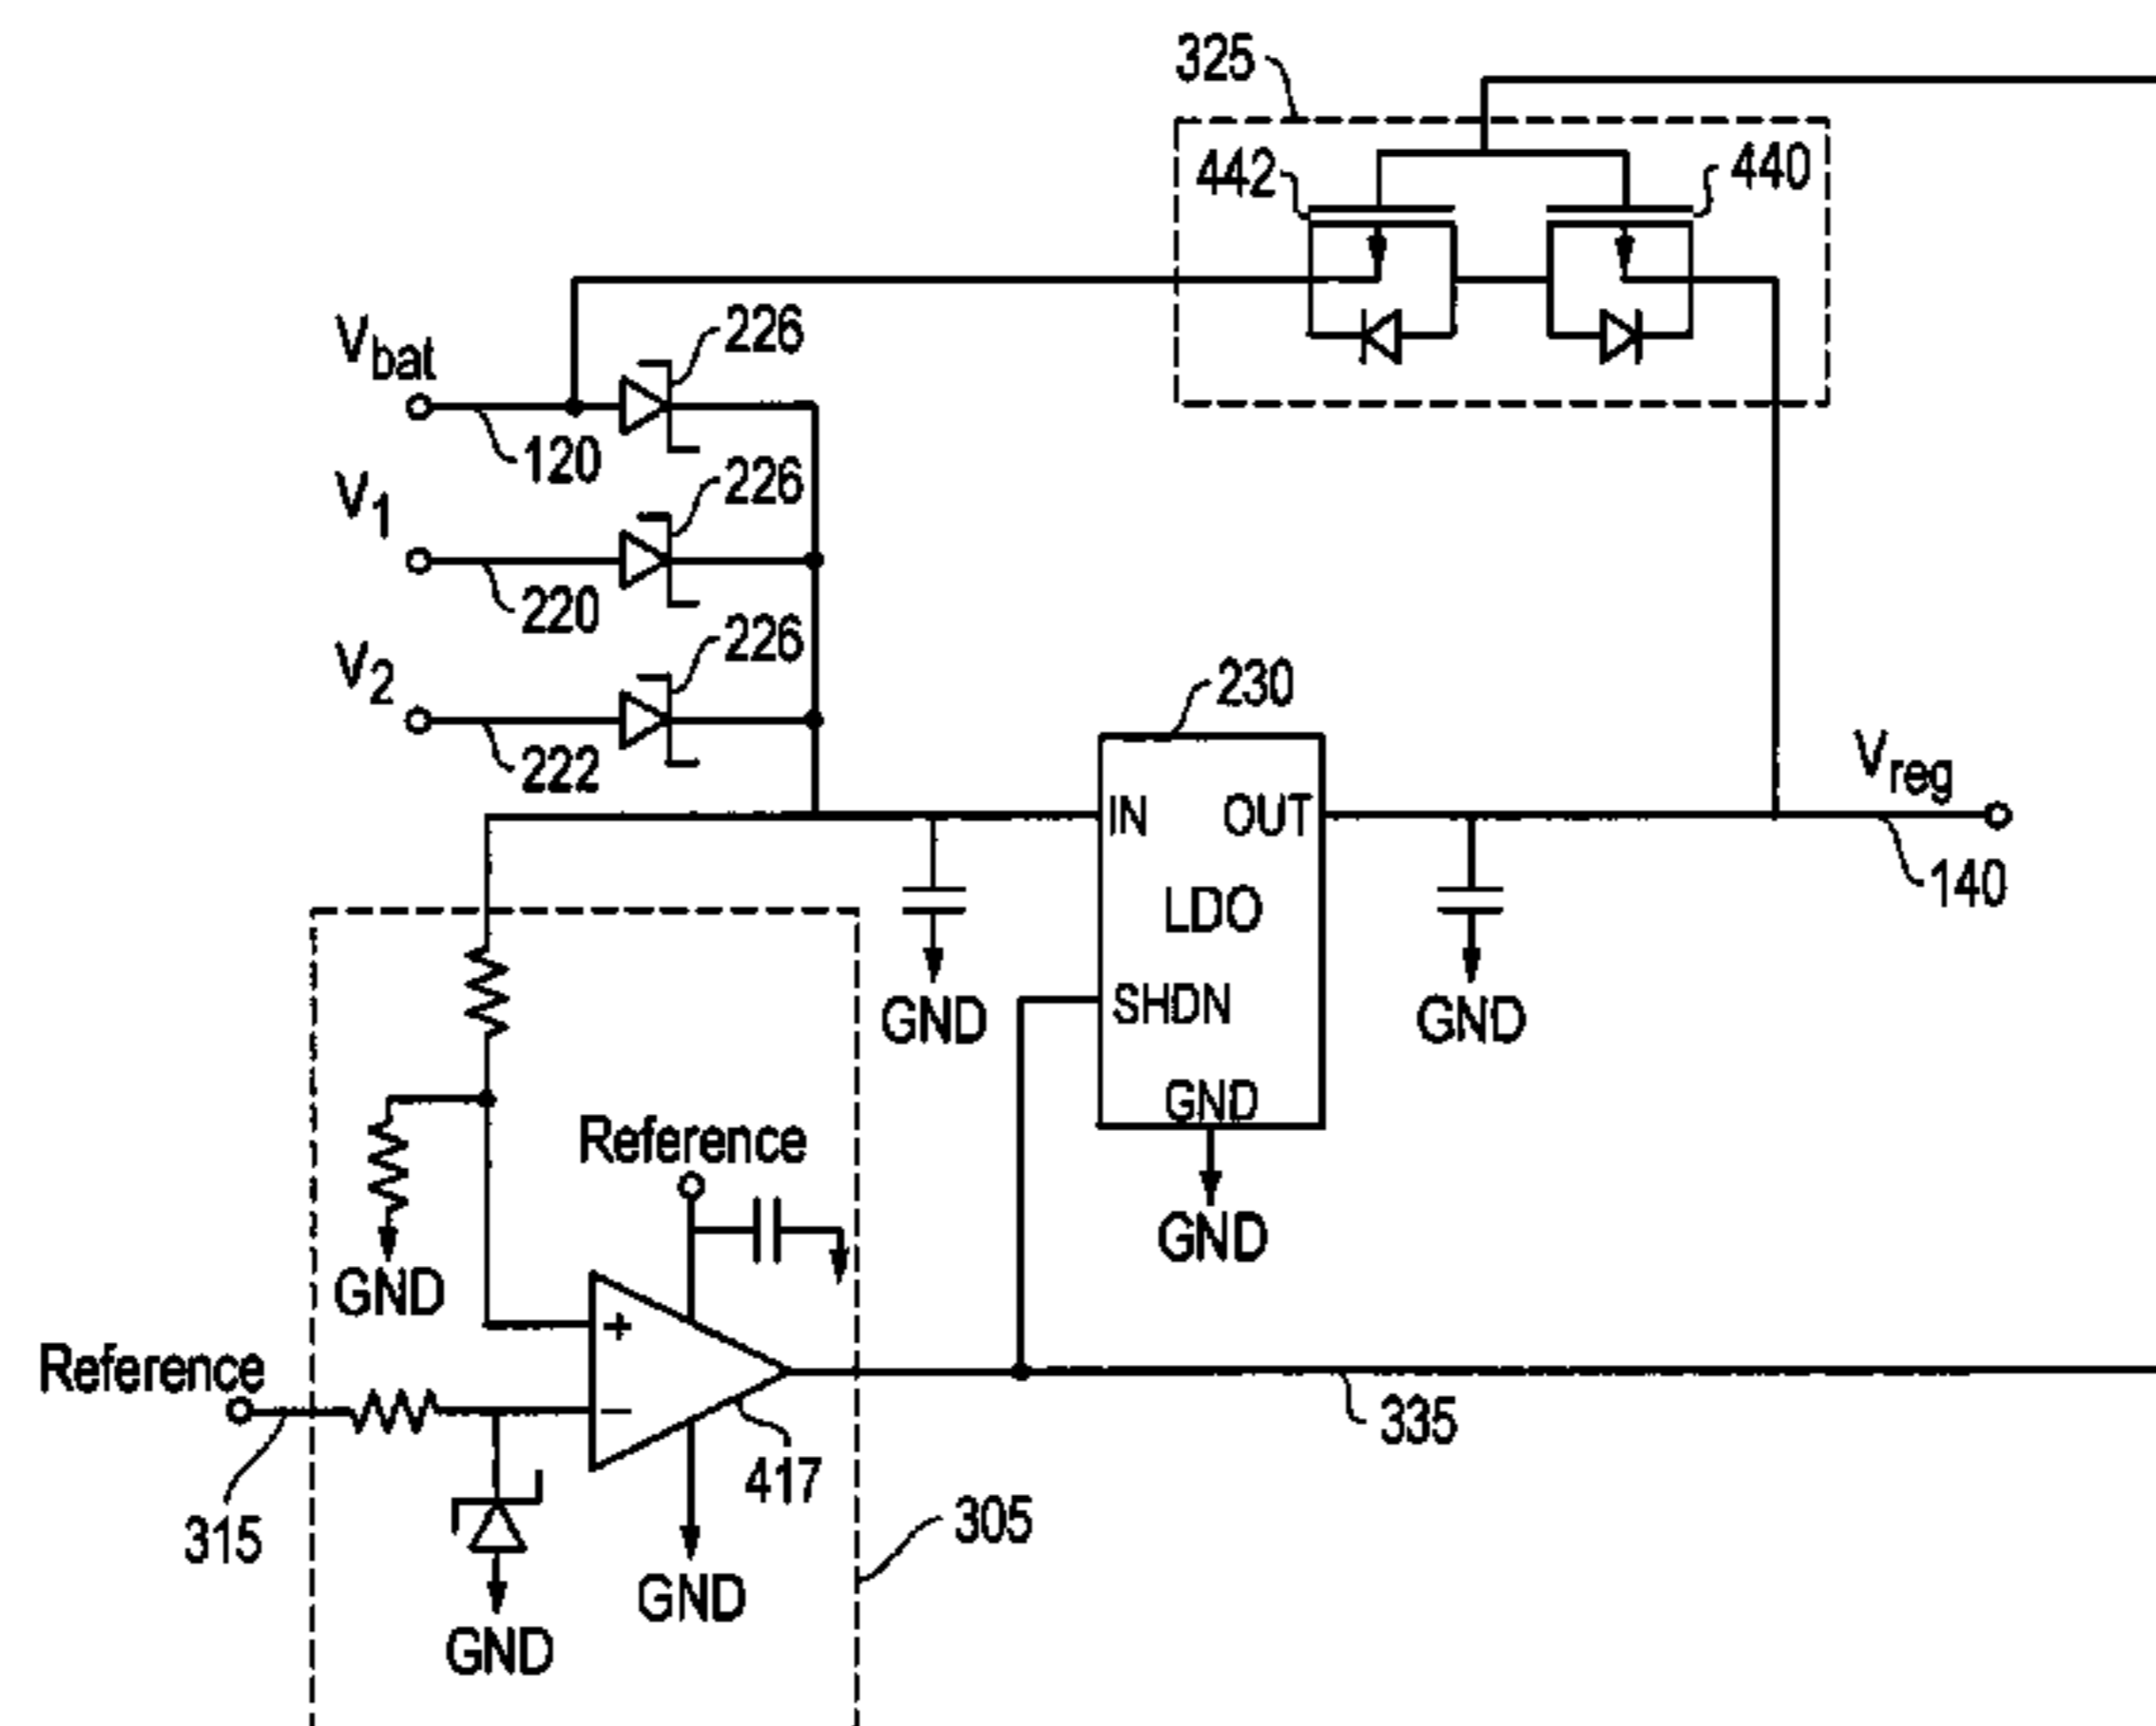 325
442
440
Vbat
226
120
V1
226
220
V2
226
222
230
Vreg
IN
OUT
140
LDO
GND
SHDN
GND
GND
Reference
GND
GND
+
Reference
−
335
417
315
305
GND
GND